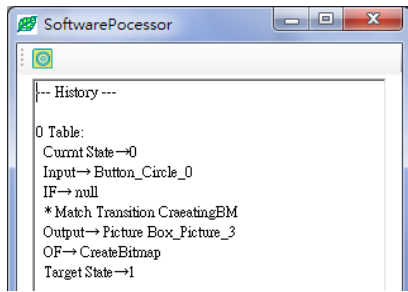 SoftwarePocessor
--- History ---
0 Table:
Currnt State→0
Input→Button_Circle_0
IF→null
* Match Transition CraeatingBM
Output→Picture Box_Picture_3
OF→CreateBitmap
Target State→1